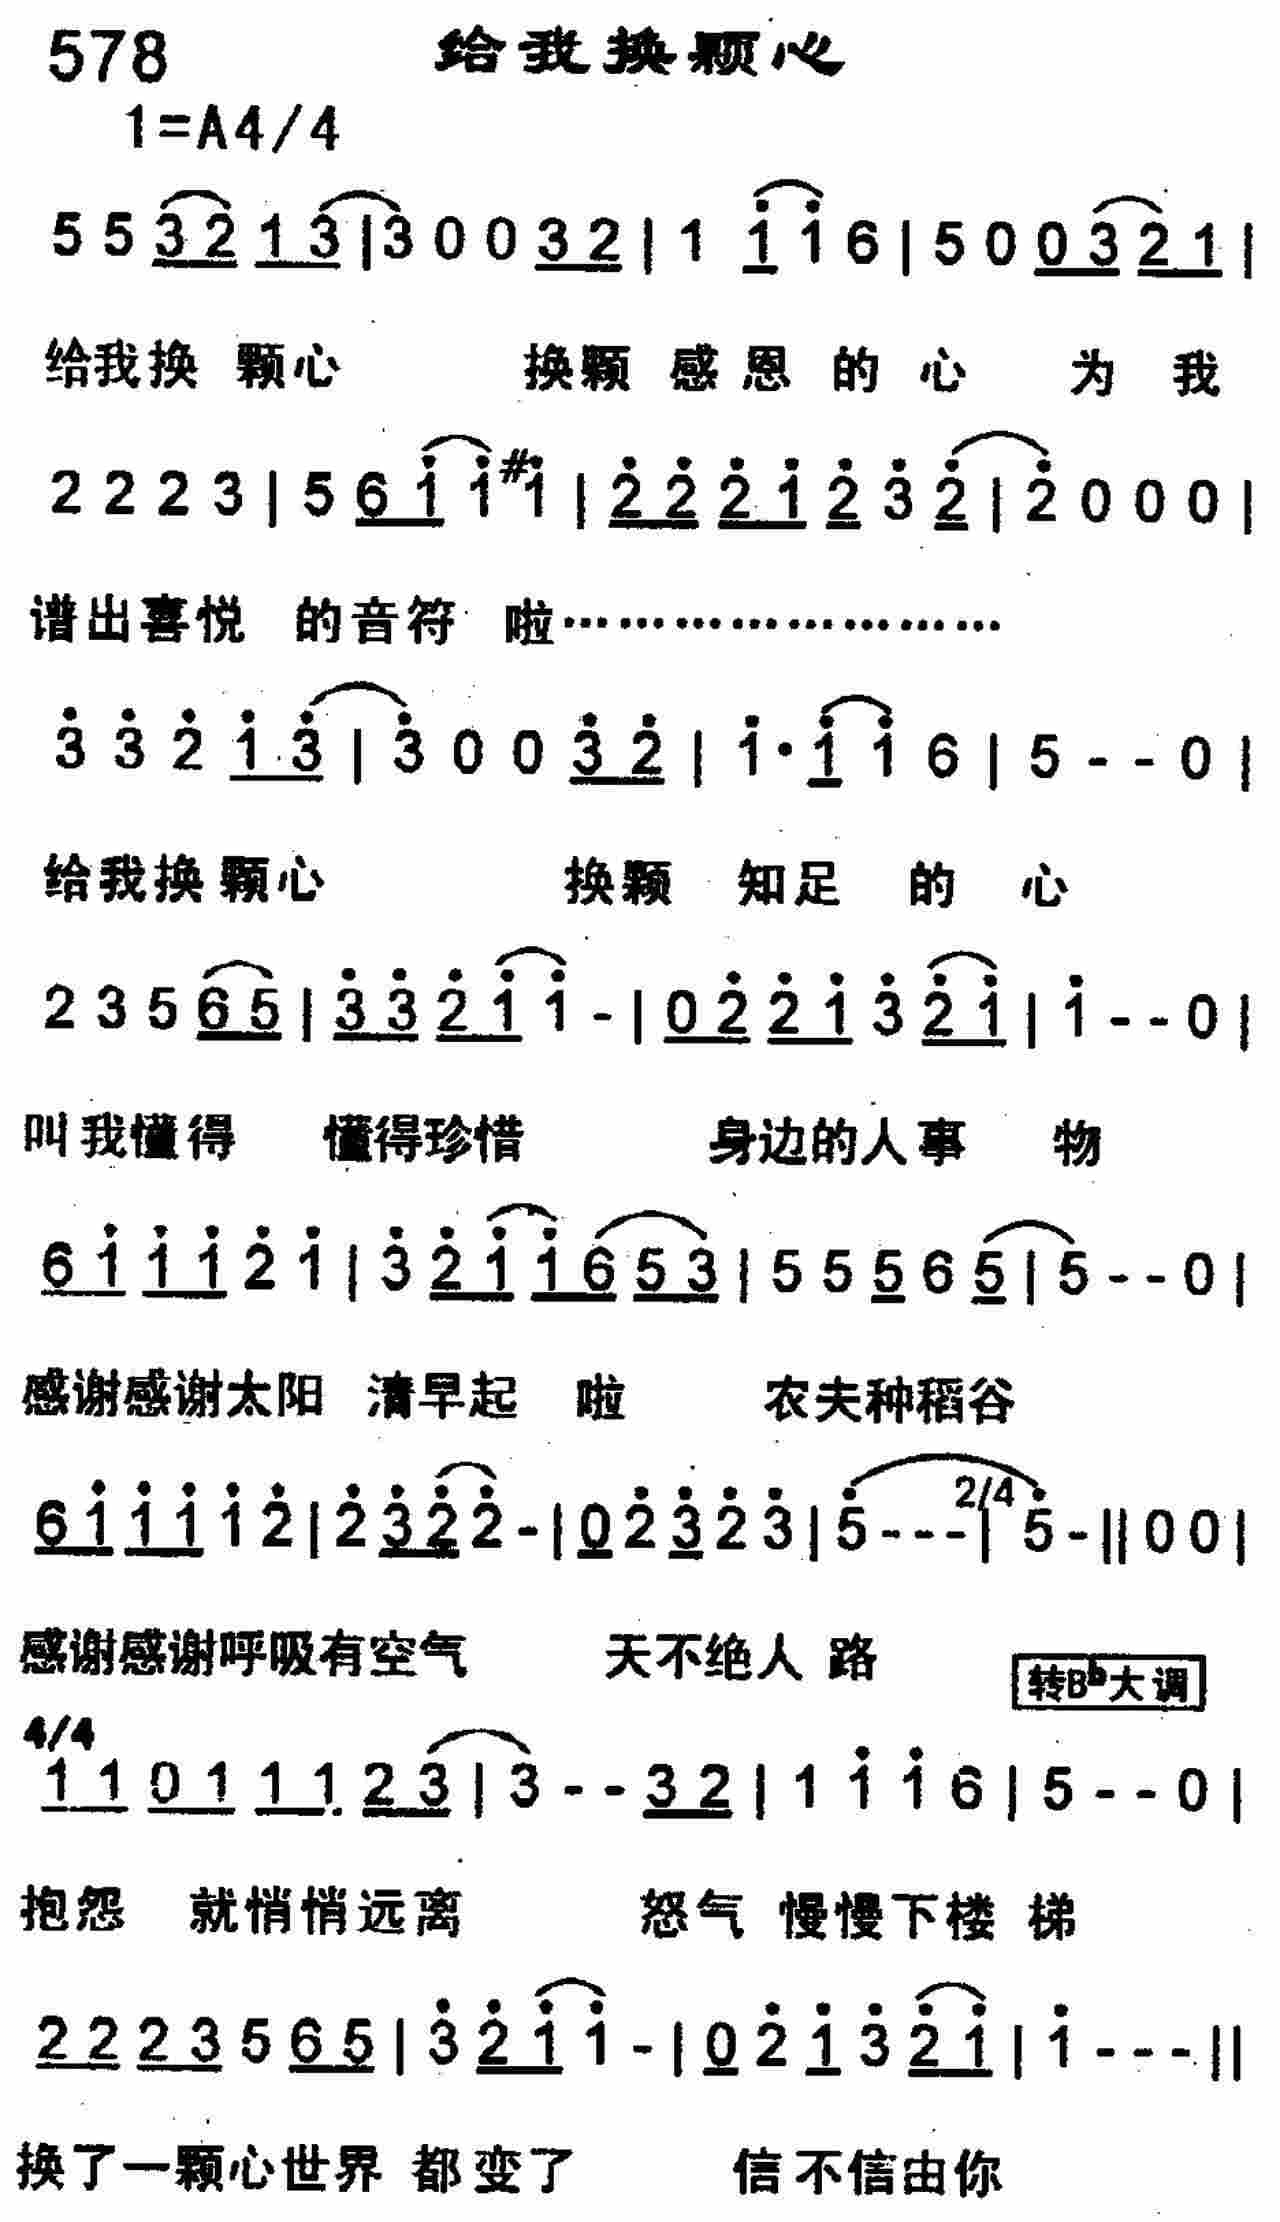 578 给我换颗心
1=A4/4
5 5 3 2 1 3 | 3 0 0 3 2 | 1 1 1 6 | 5 0 0 3 2 1 |
给我换 颗心 换颗 感恩 的 心 为 我
2 2 2 3 | 5 6 1 1 #1 | 2 2 2 1 2 3 2 | 2 0 0 0 |
谱出喜悦 的音符 啦……………………
3 3 2 1 3 | 3 0 0 3 2 | 1· 1 1 6 | 5 - - 0 |
给我换颗心 换颗 知足 的 心
2 3 5 6 5 | 3 3 2 1 1 - | 0 2 2 1 3 2 1 | 1 - - 0 |
叫我懂得 懂得珍惜 身边的人事 物
6 1 1 1 2 1 | 3 2 1 1 6 5 3 | 5 5 5 6 5 | 5 - - 0 |
感谢感谢太阳 清早起 啦 农夫种稻谷
6 1 1 1 1 2 | 2 3 2 2 - | 0 2 3 2 3 | 5 - - - | 2/4 5 - || 0 0 |
感谢感谢呼吸有空气 天不绝人 路 转Bb大调
4/4
1 1 0 1 1 1. 2 3 | 3 - - 3 2 | 1 1 1 6 | 5 - - 0 |
抱怨 就悄悄远离 怒气 慢慢下楼 梯
2 2 2 3 5 6 5 | 3 2 1 1 - | 0 2 1 3 2 1 | 1 - - - ||
换了一颗心世界 都变了 信不信由你